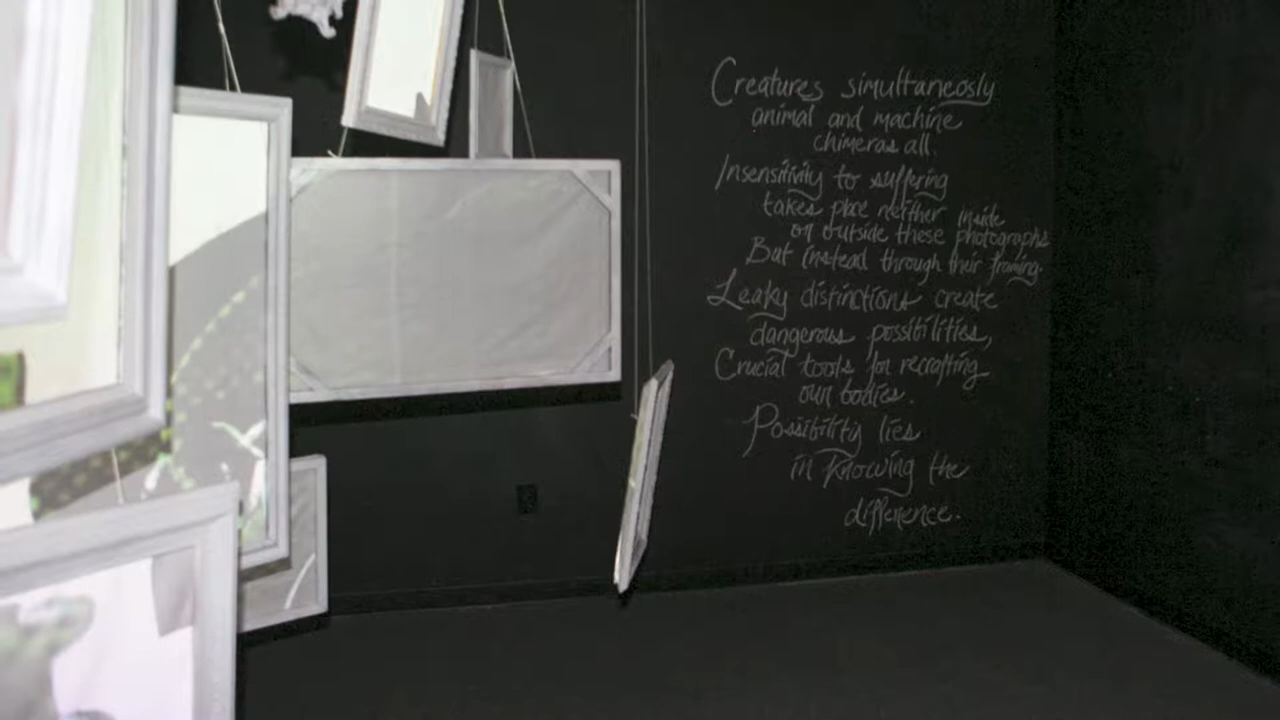 Creatures simultaneosly
animal and machine
chimeras all.
Insensitivity to suffering
takes place neither inside
or outside these photographs
But instead through their framing.
Leaky distinctions create
dangerous possibilities,
Crucial tools for recrafting
our bodies.
Possibility lies
in knowing the
difference.